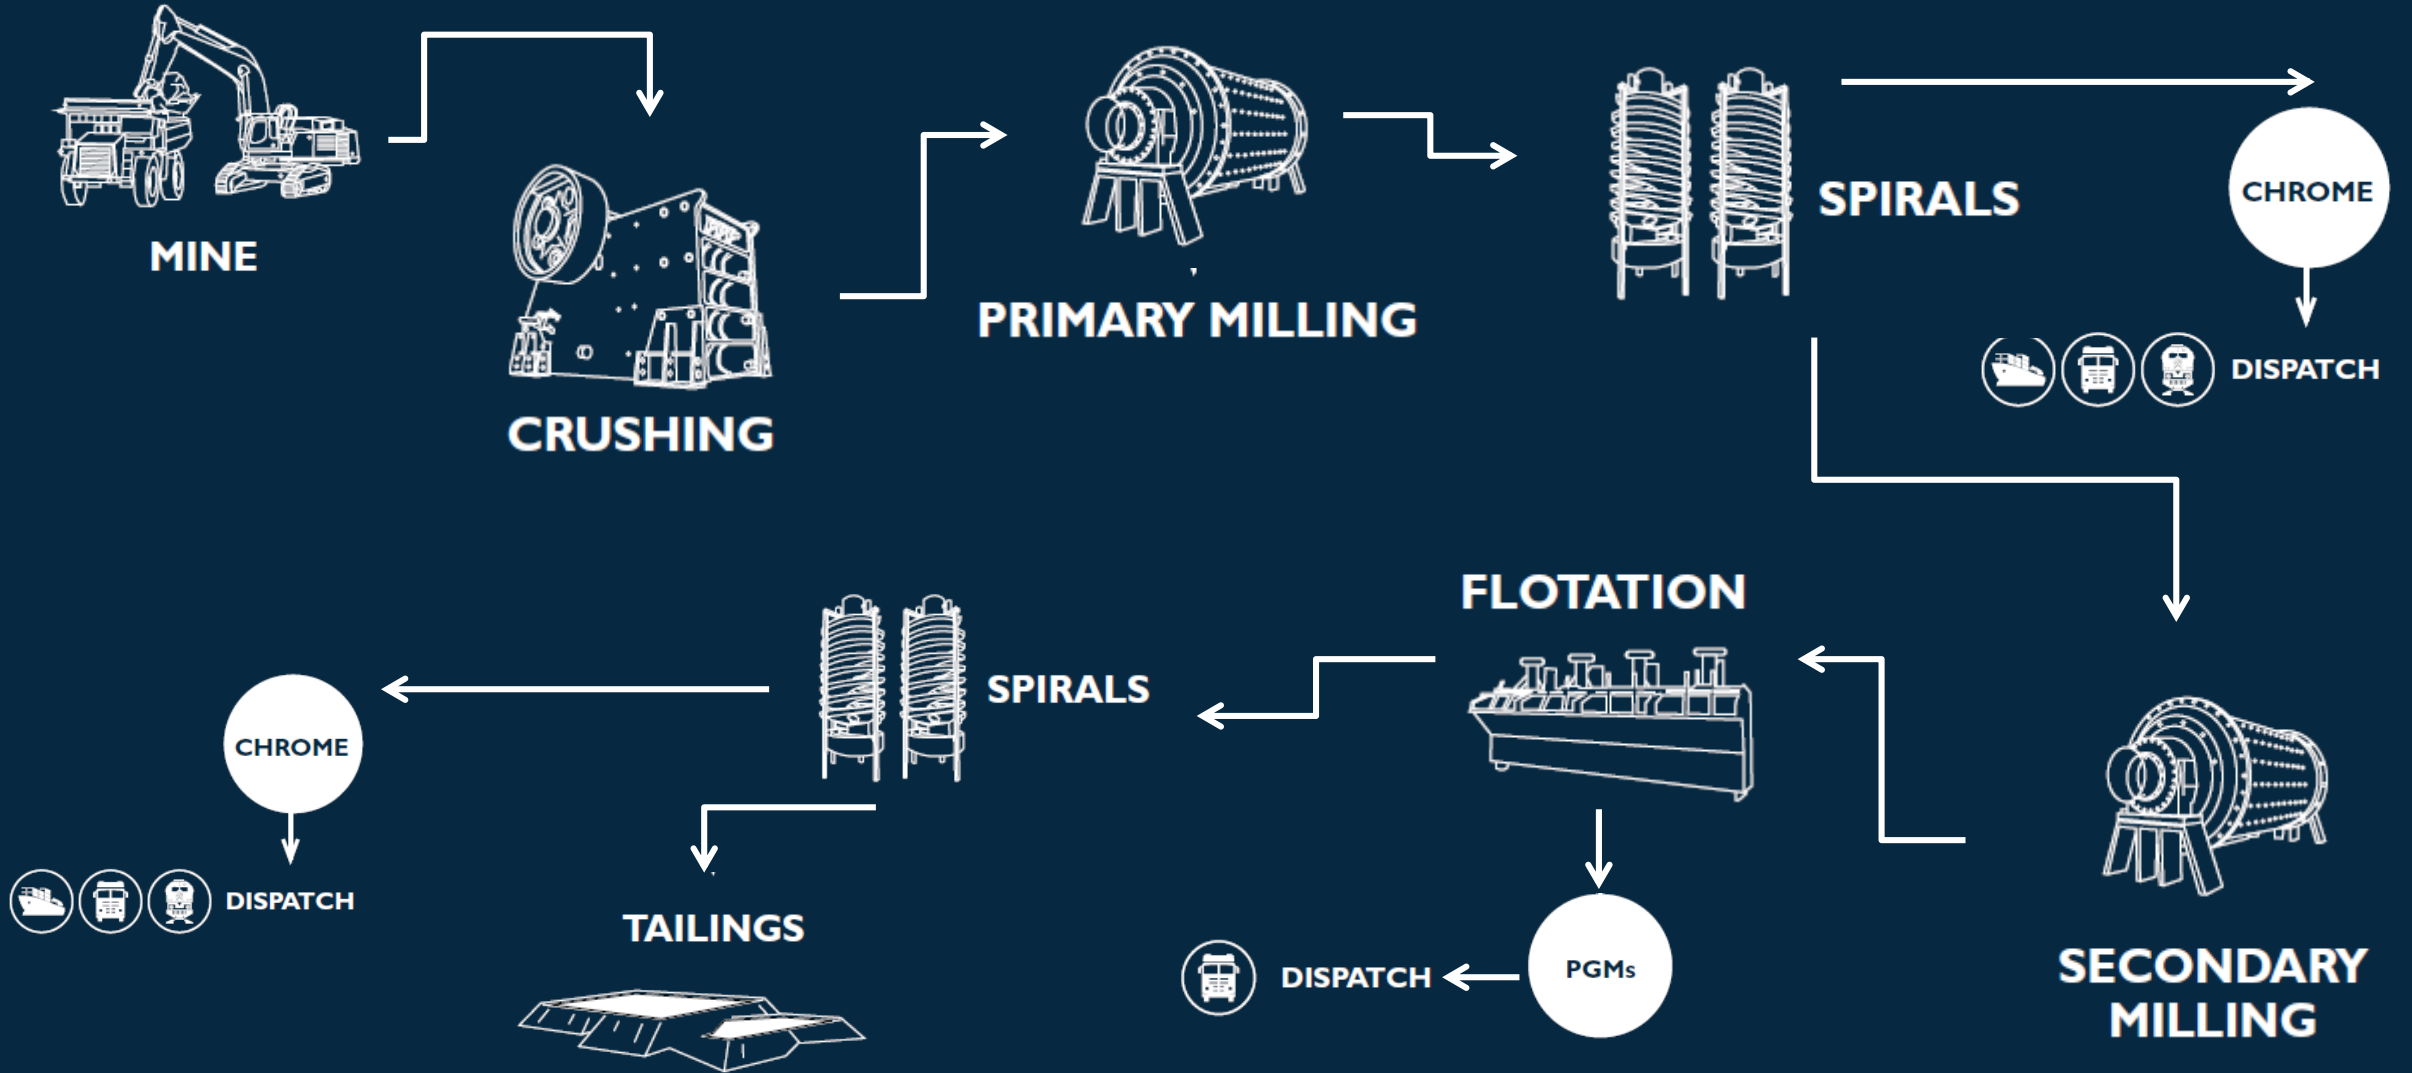 MINE
CRUSHING
PRIMARY MILLING
SPIRALS
CHROME
DISPATCH
SECONDARY
MILLING
FLOTATION
PGMs
DISPATCH
SPIRALS
CHROME
DISPATCH
TAILINGS